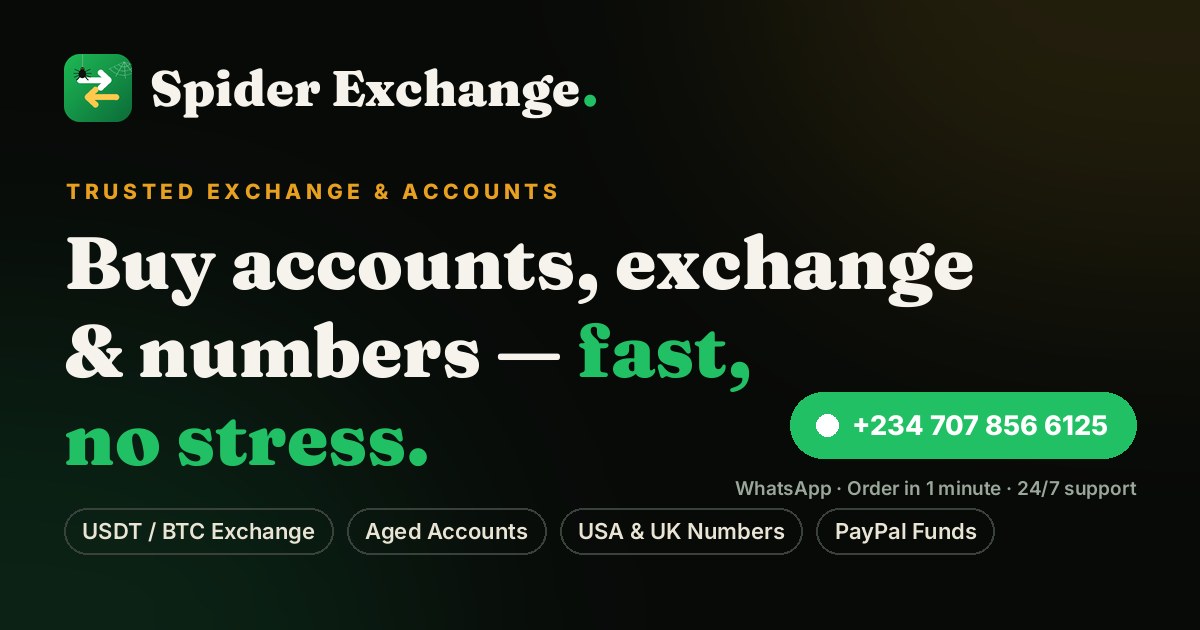 Spider Exchange.
TRUSTED EXCHANGE & ACCOUNTS
Buy accounts, exchange
& numbers — fast,
no stress.
+234 707 856 6125
WhatsApp · Order in 1 minute · 24/7 support
USDT / BTC Exchange
Aged Accounts
USA & UK Numbers
PayPal Funds